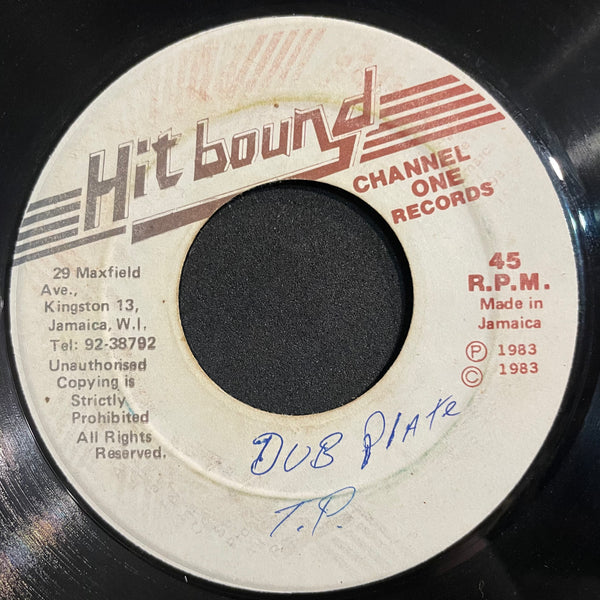 Hit bound
CHANNEL
ONE
RECORDS
29 Maxfield
Ave.,
Kingston 13,
Jamaica, W.I.
Tel: 92-38792
Unauthorised
Copying is
Strictly
Prohibited
All Rights
Reserved.
45
R.P.M.
Made in
Jamaica
℗ 1983
© 1983
DUB PlATe
T.P.